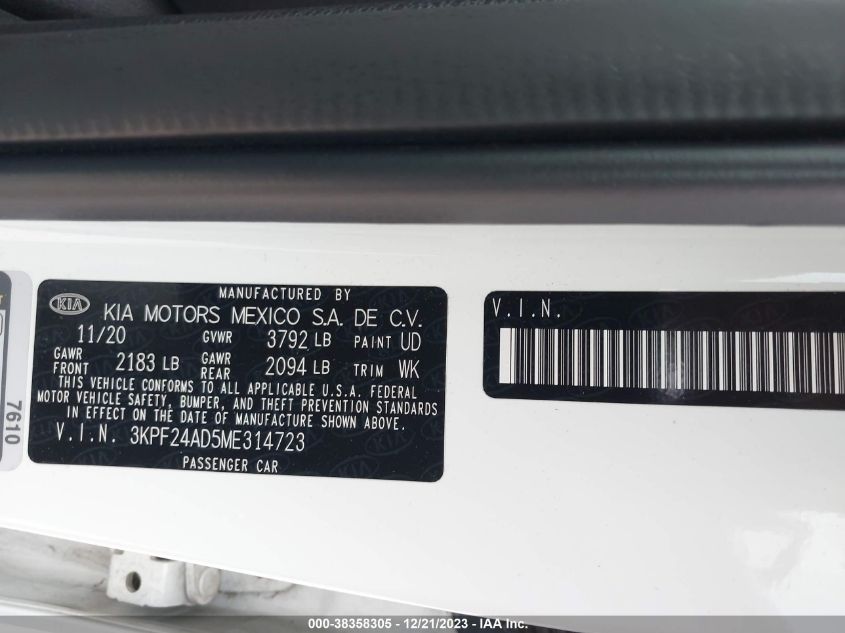 MANUFACTURED BY
KIA KIA MOTORS MEXICO S.A. DE C.V.
11/20 GVWR 3792 LB PAINT UD
GAWR FRONT 2183 LB GAWR REAR 2094 LB TRIM WK
THIS VEHICLE CONFORMS TO ALL APPLICABLE U.S.A. FEDERAL
MOTOR VEHICLE SAFETY, BUMPER, AND THEFT PREVENTION STANDARDS
IN EFFECT ON THE DATE OF MANUFACTURE SHOWN ABOVE.
V.I.N. 3KPF24AD5ME314723
PASSENGER CAR
V.I.N.
7610
000-38358305 - 12/21/2023 - IAA Inc.